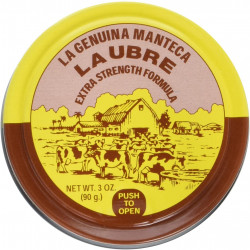 LA GENUINA MANTECA
LA UBRE
EXTRA STRENGTH FORMULA
NET WT. 3 OZ.
(90 g.)
PUSH
TO
OPEN